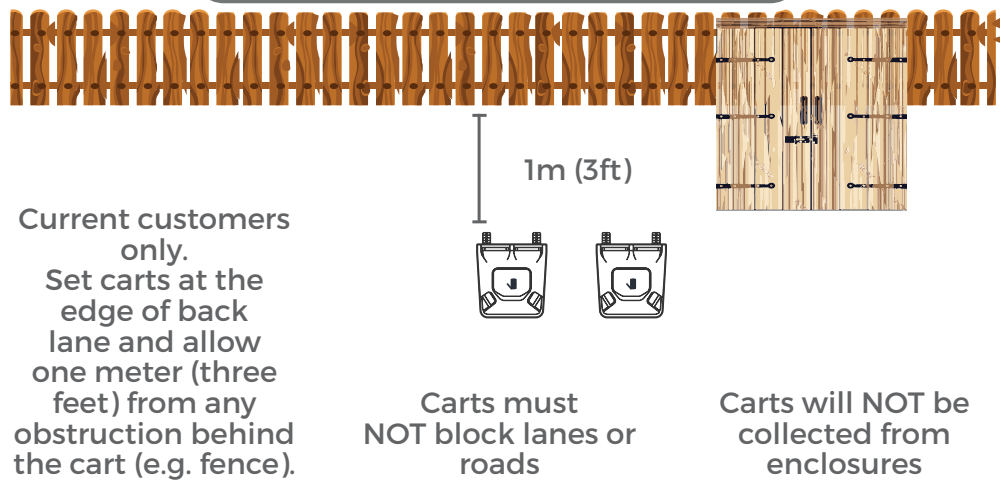 1m (3ft)
Current customers
only.
Set carts at the
edge of back
lane and allow
one meter (three
feet) from any
obstruction behind
the cart (e.g. fence).
Carts must
NOT block lanes or
roads
Carts will NOT be
collected from
enclosures